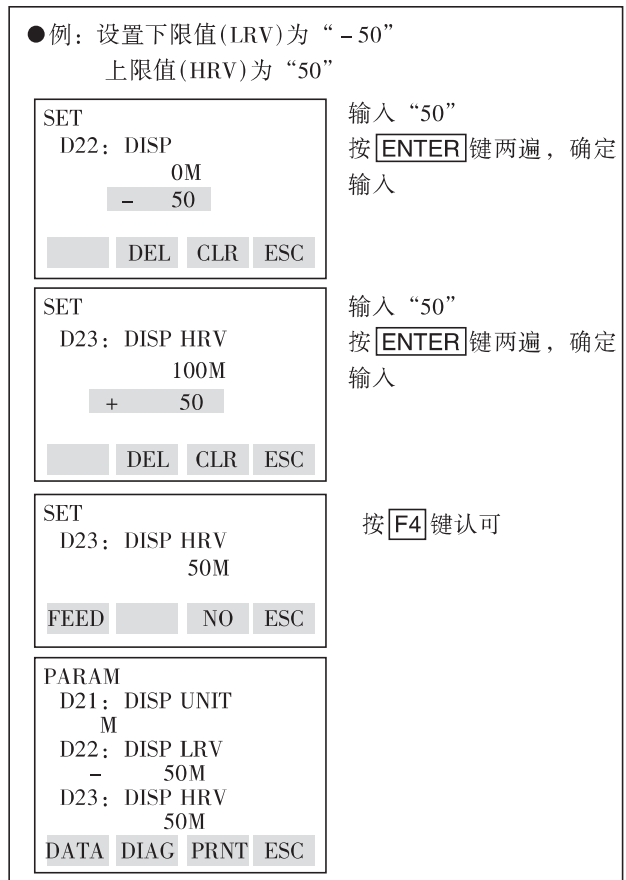 ●例：设置下限值(LRV)为“－50”
上限值(HRV)为“50”
SET
D22：DISP
0M
－ 50
DEL CLR ESC
输入“50”
按ENTER键两遍，确定
输入
SET
D23：DISP HRV
100M
+ 50
DEL CLR ESC
输入“50”
按ENTER键两遍，确定
输入
SET
D23：DISP HRV
50M
FEED NO ESC
按F4键认可
PARAM
D21：DISP UNIT
M
D22：DISP LRV
－ 50M
D23：DISP HRV
50M
DATA DIAG PRNT ESC